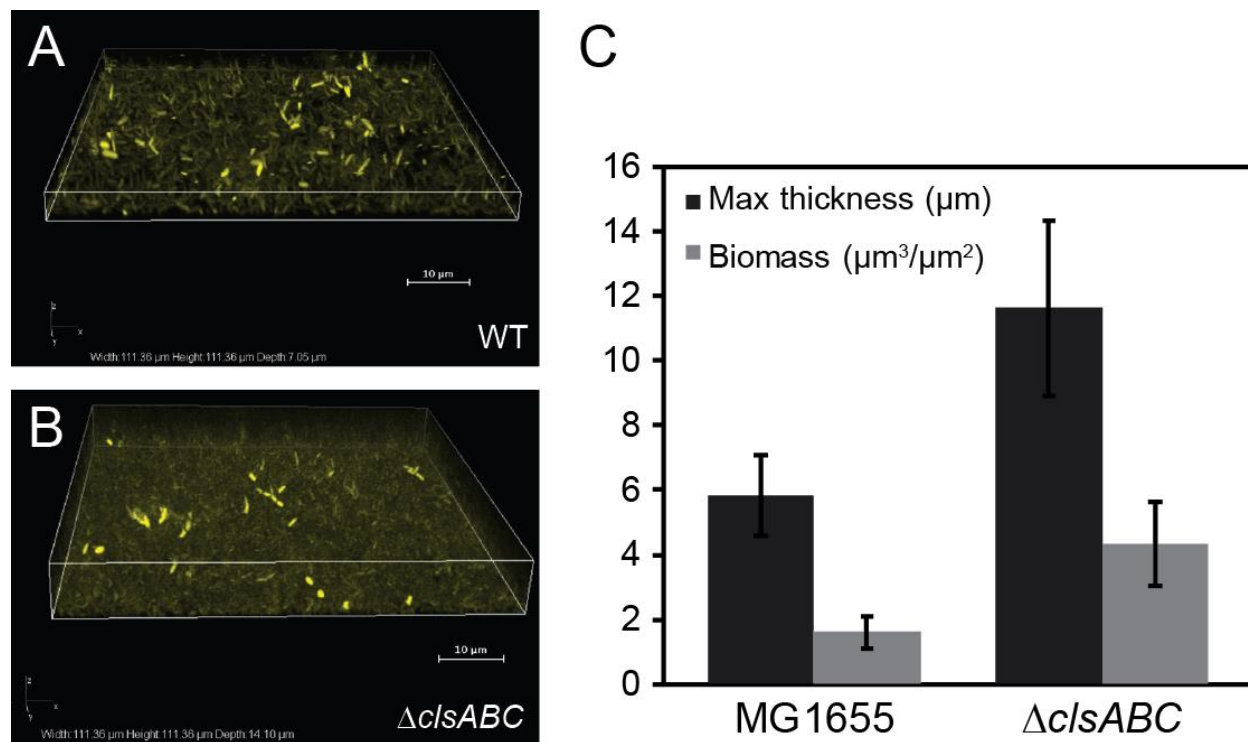 A
10 µm
z
x
y
WT
Width:111.36 µm Height:111.36 µm Depth:7.05 µm
B
10 µm
z
x
y
ΔclsABC
Width:111.36 µm Height:111.36 µm Depth:14.10 µm
C
16
14
12
10
8
6
4
2
0
Max thickness (µm)
Biomass (µm³/µm²)
MG1655
ΔclsABC